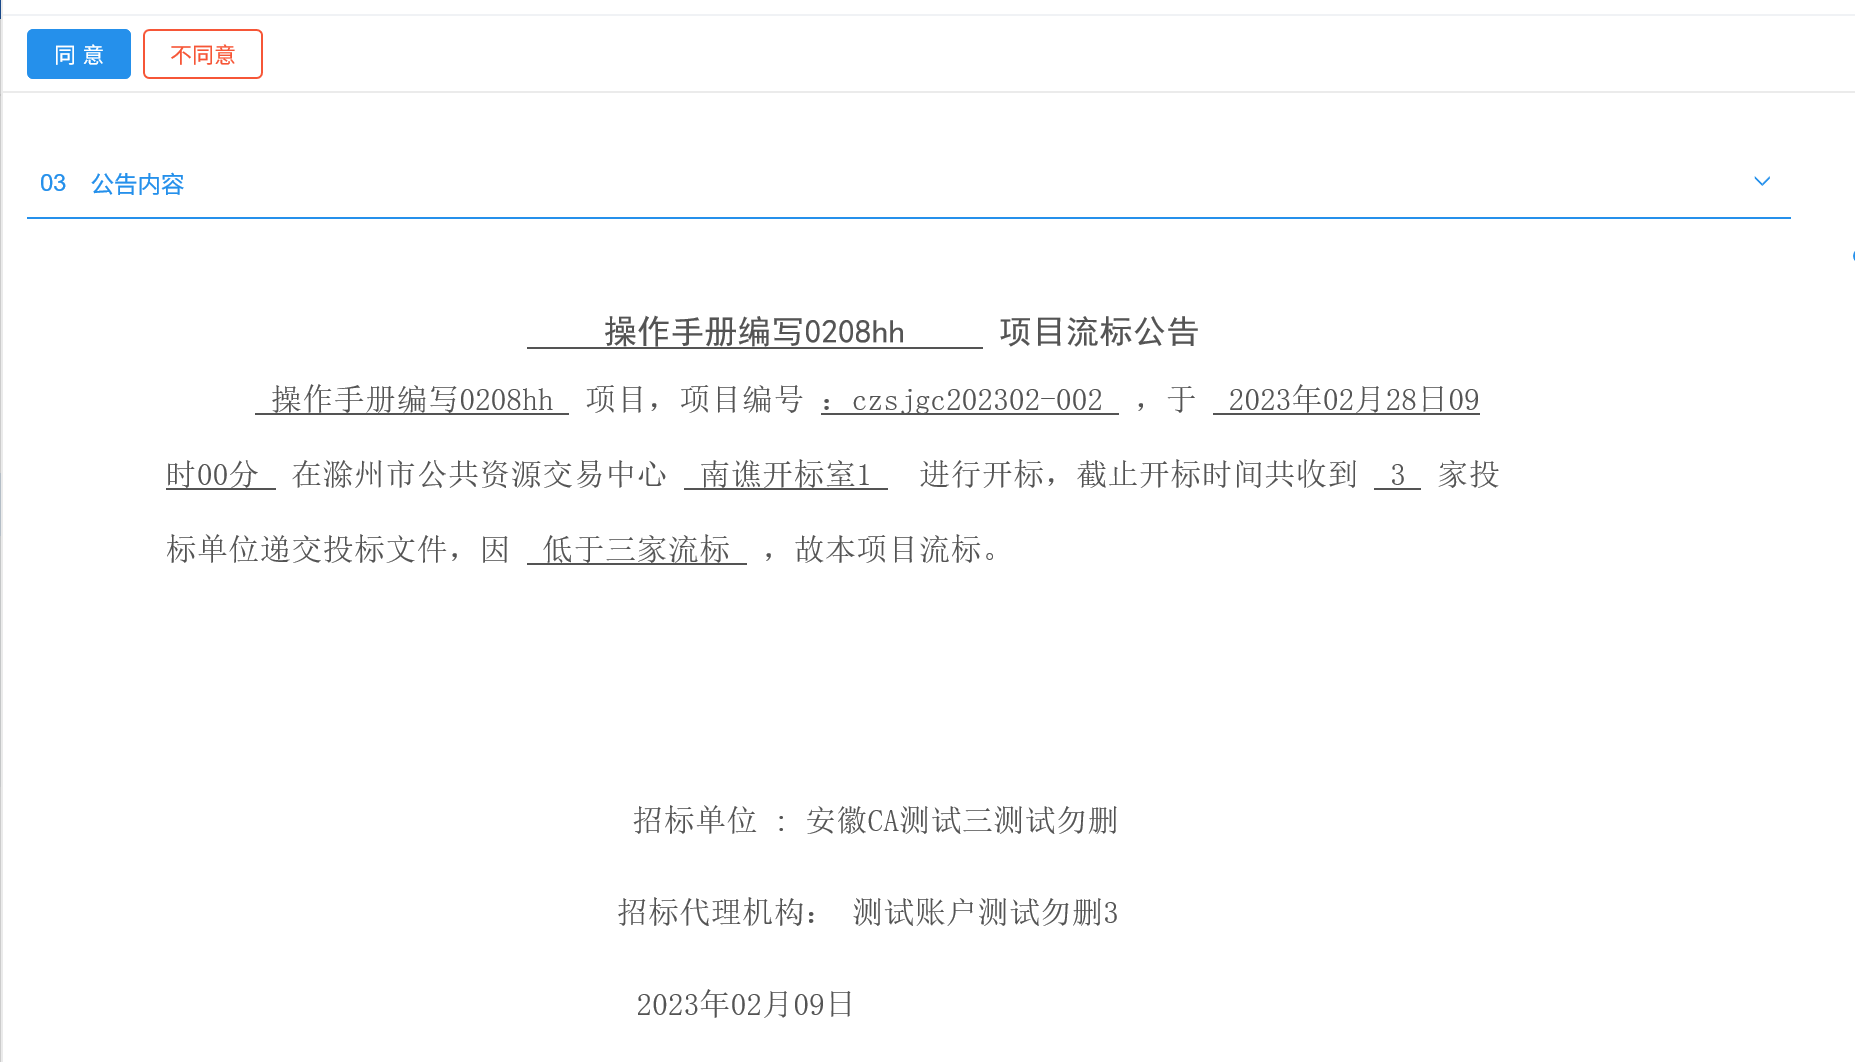 同 意 不同意
03 公告内容
操作手册编写0208hh 项目流标公告
操作手册编写0208hh 项目，项目编号 ：czsjgc202302-002 ，于 2023年02月28日09
时00分 在滁州市公共资源交易中心 南谯开标室1 进行开标，截止开标时间共收到 3 家投
标单位递交投标文件，因 低于三家流标 ，故本项目流标。
招标单位 : 安徽CA测试三测试勿删
招标代理机构： 测试账户测试勿删3
2023年02月09日